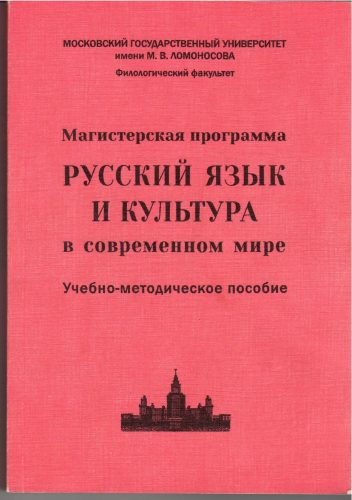 МОСКОВСКИЙ ГОСУДАРСТВЕННЫЙ УНИВЕРСИТЕТ
имени М. В. ЛОМОНОСОВА
Филологический факультет
Магистерская программа
РУССКИЙ ЯЗЫК
И КУЛЬТУРА
в современном мире
Учебно-методическое пособие